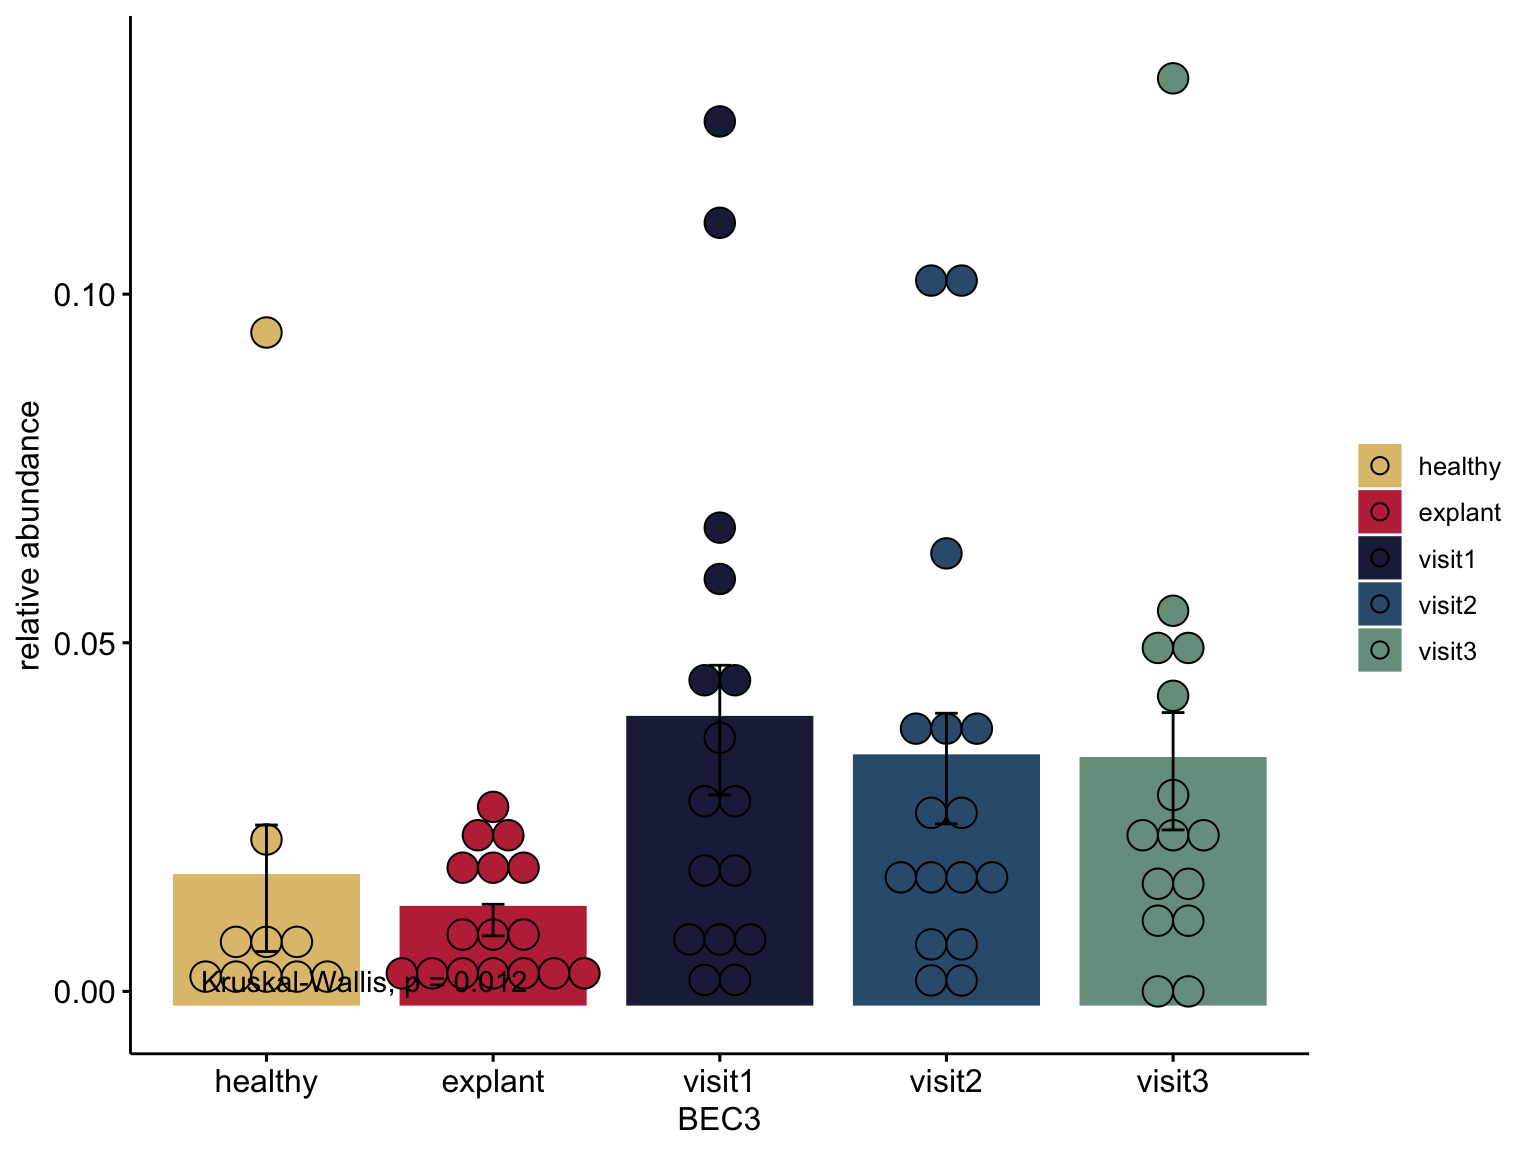 relative abundance
0.10
0.05
0.00
Kruskal-Wallis, p = 0.012
healthy
explant
visit1
visit2
visit3
BEC3
healthy
explant
visit1
visit2
visit3